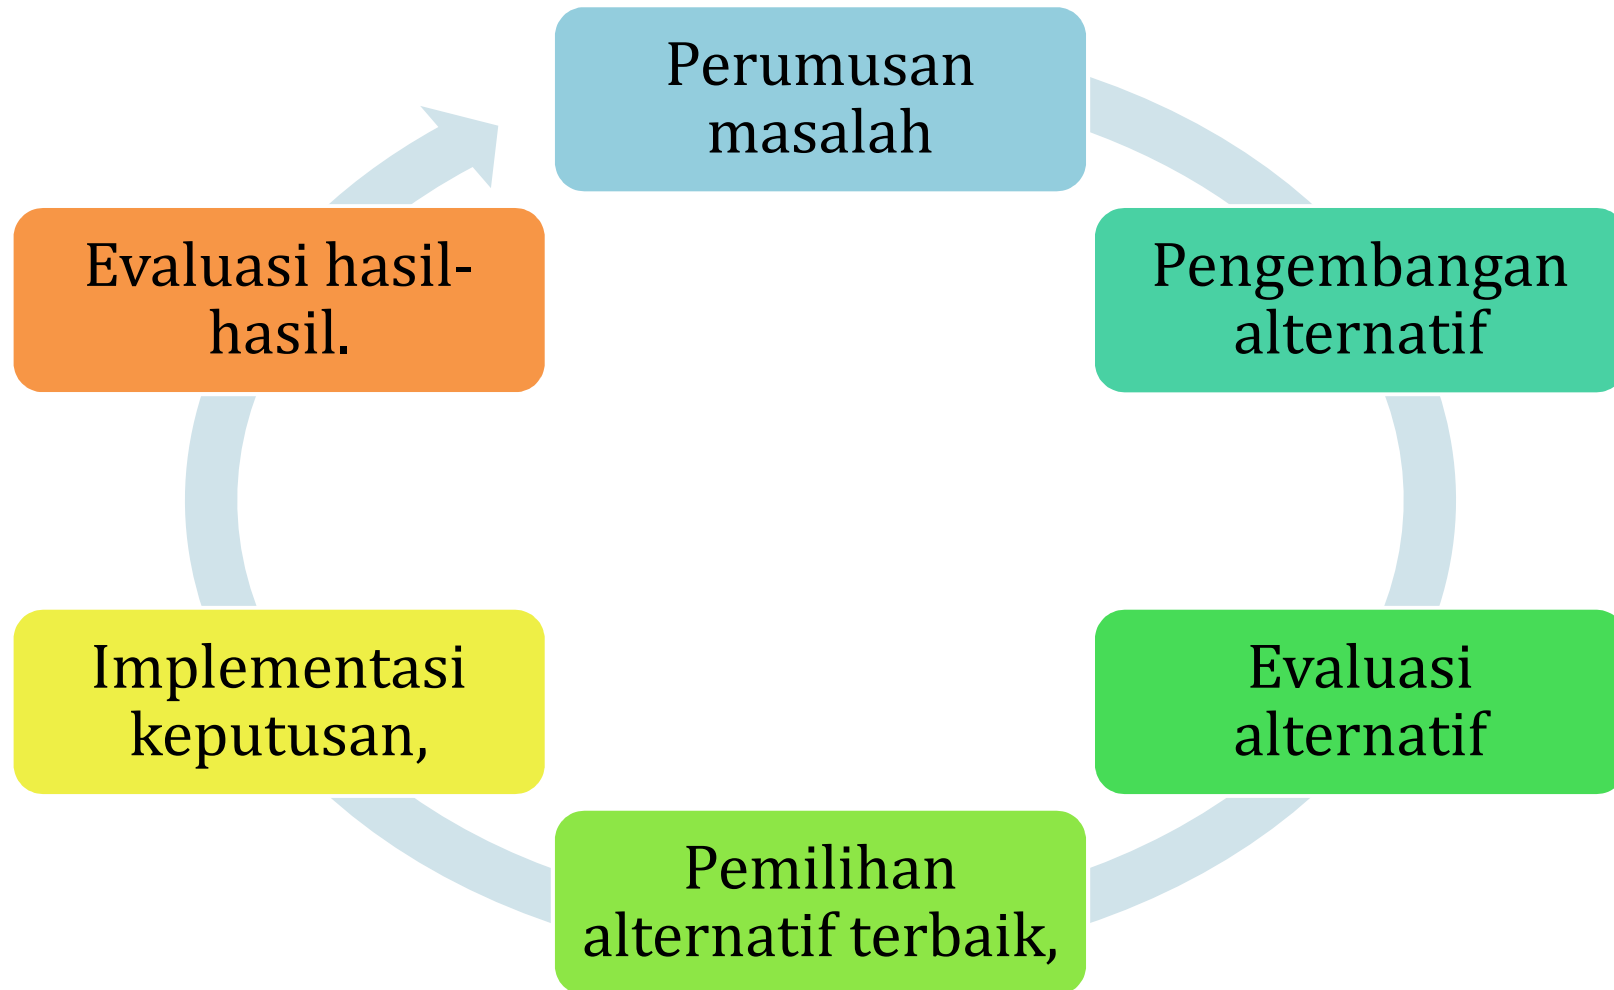 Perumusan
masalah
Pengembangan
alternatif
Evaluasi
alternatif
Pemilihan
alternatif terbaik,
Implementasi
keputusan,
Evaluasi hasil-
hasil.